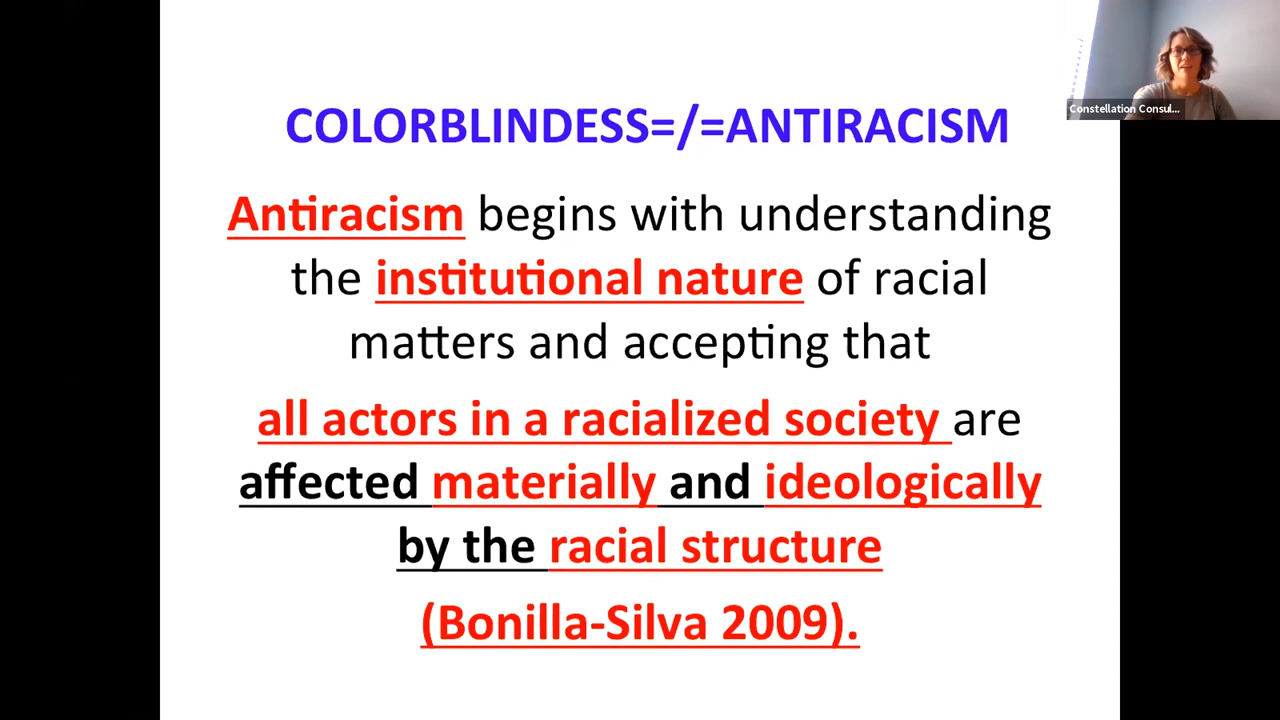 Constellation Consul...
COLORBLINDESS=/=ANTIRACISM
Antiracism begins with understanding
the institutional nature of racial
matters and accepting that
all actors in a racialized society are
affected materially and ideologically
by the racial structure
(Bonilla-Silva 2009).